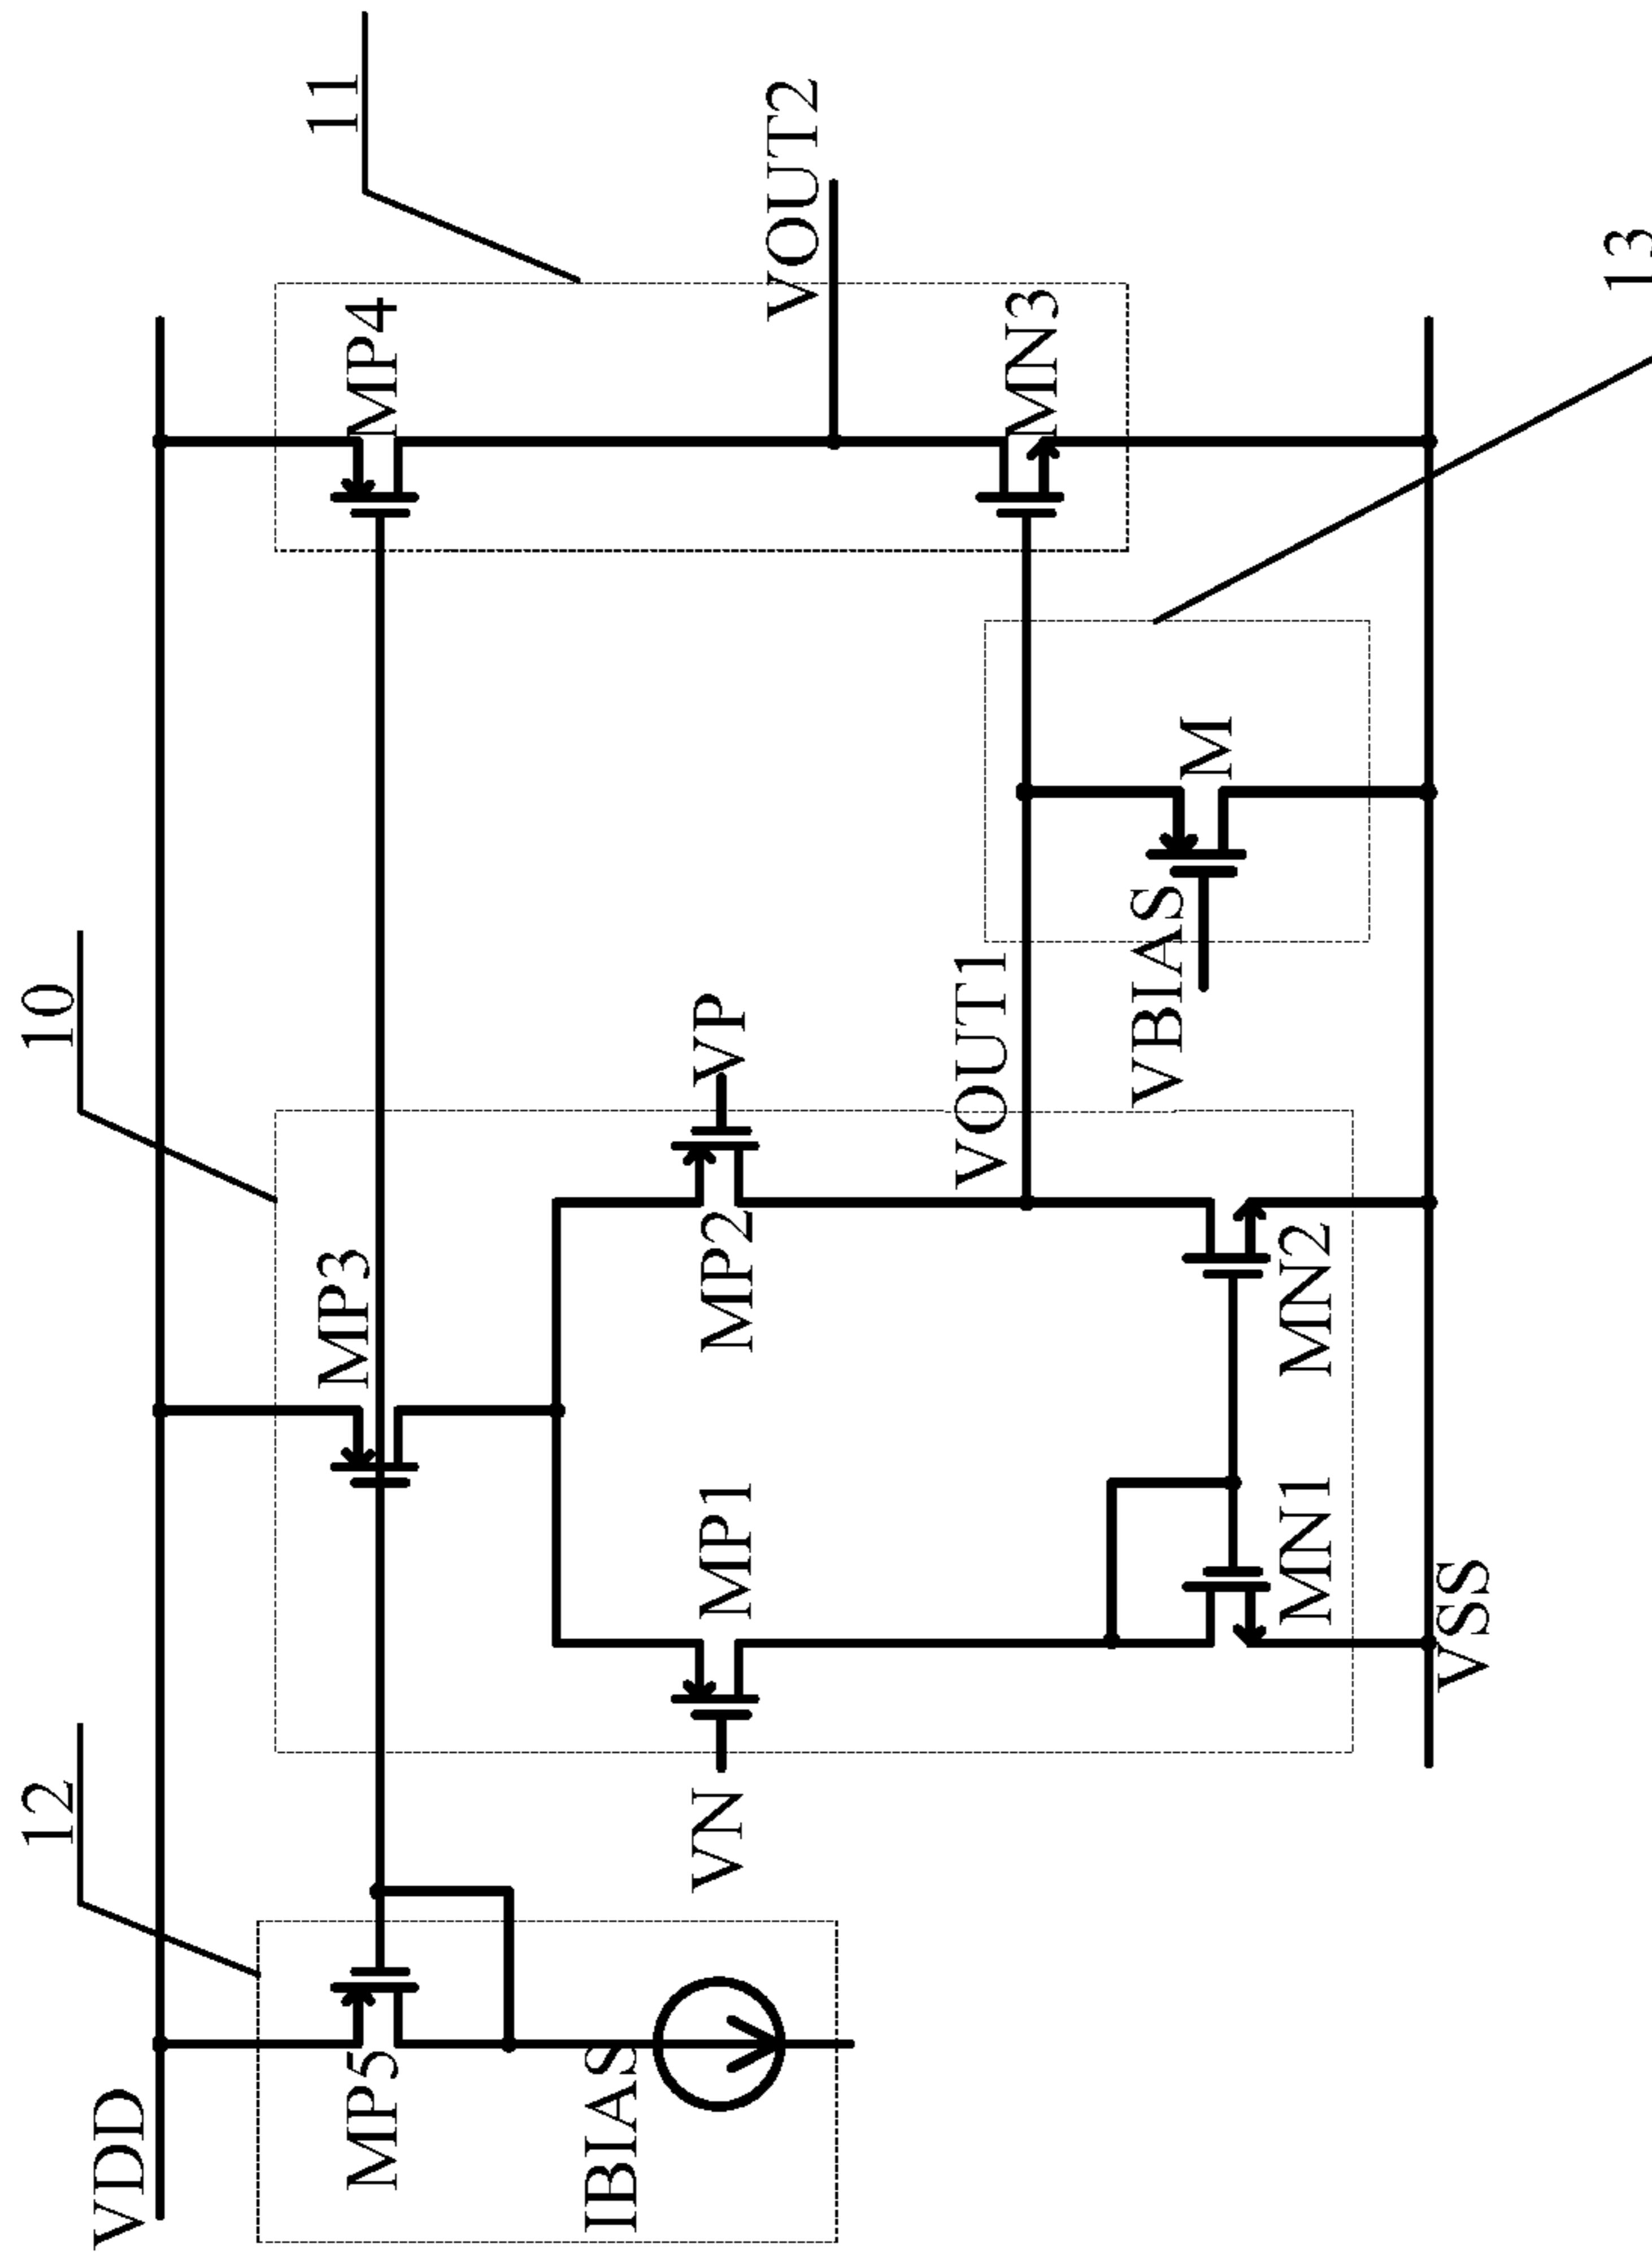 10
11
12
VDD
MP5
MP3
MP4
IBIAS
VN
MP1
MP2
VP
VOUT2
VOUT1
MN3
VBIAS
M
MN1
MN2
VSS
13